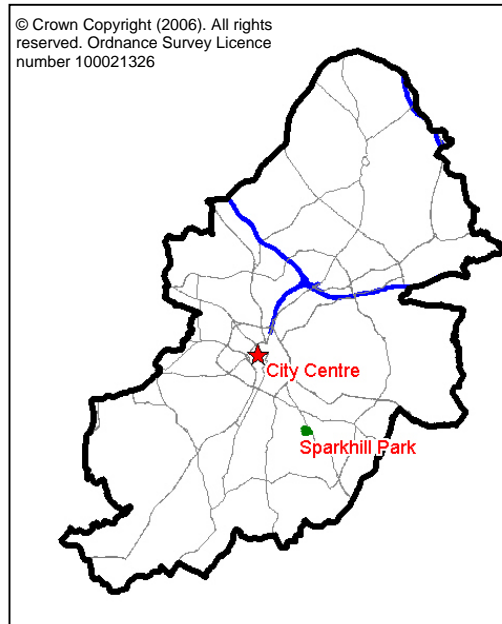 © Crown Copyright (2006). All rights
reserved. Ordnance Survey Licence
number 100021326
City Centre
Sparkhill Park